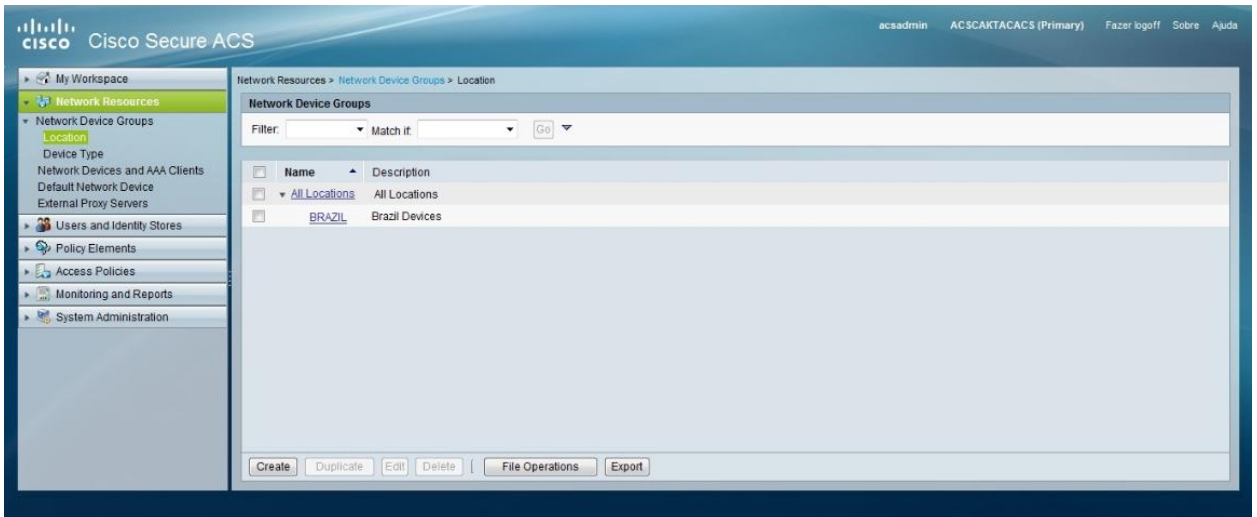 cisco Cisco Secure ACS
acsadmin ACSCAKTACACS (Primary) Fazer logoff Sobre Ajuda
My Workspace
Network Resources
Network Device Groups
Location
Device Type
Network Devices and AAA Clients
Default Network Device
External Proxy Servers
Users and Identity Stores
Policy Elements
Access Policies
Monitoring and Reports
System Administration
Network Resources > Network Device Groups > Location
Network Device Groups
Filter: Match if: Go
Name Description
All Locations All Locations
BRAZIL Brazil Devices
Create Duplicate Edit Delete | File Operations Export